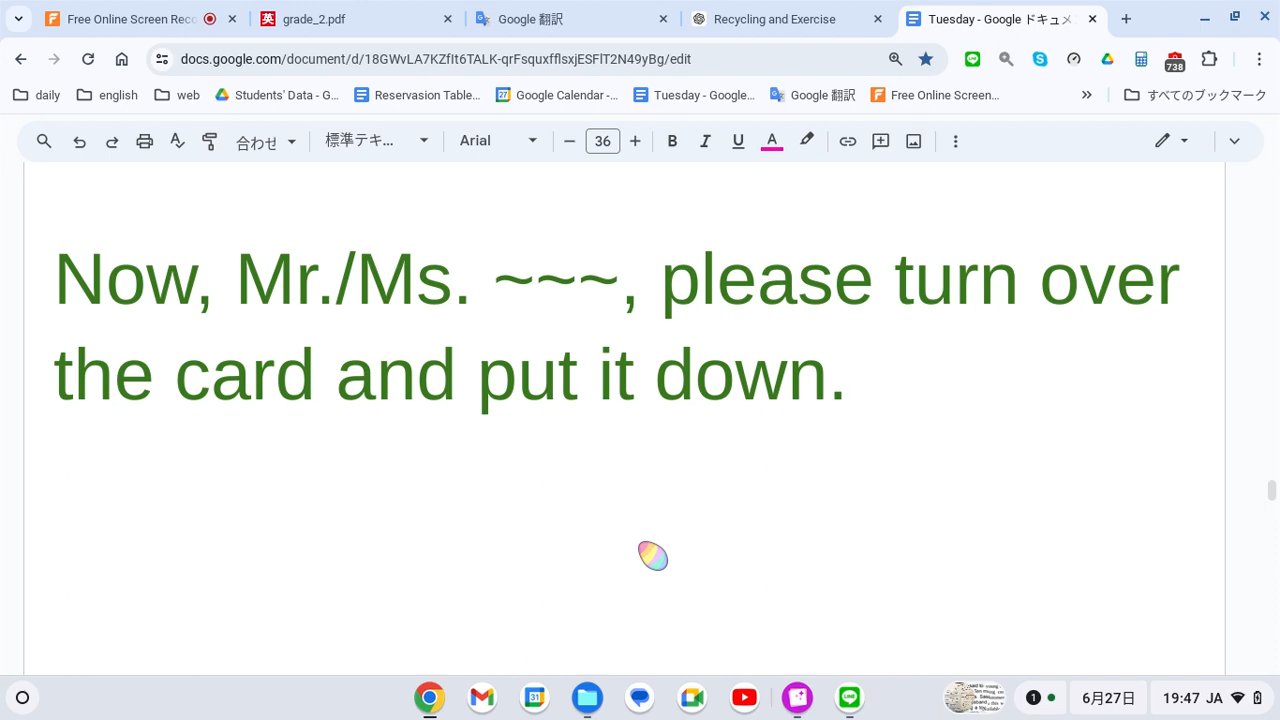 Free Online Screen Reco
grade_2.pdf
Google 翻訳
Recycling and Exercise
Tuesday - Google ドキュメ
docs.google.com/document/d/18GWvLA7KZfIt6TALK-qrFsquxfflsxjESFlT2N49yBg/edit
738
daily
english
web
Students' Data - G...
Reservasion Table...
Google Calendar -...
Tuesday - Google...
Google 翻訳
Free Online Screen...
すべてのブックマーク
合わせ
標準テキ...
Arial
36
B
I
U
A
Now, Mr./Ms. ~~~, please turn over
the card and put it down.
1
6月27日
19:47
JA